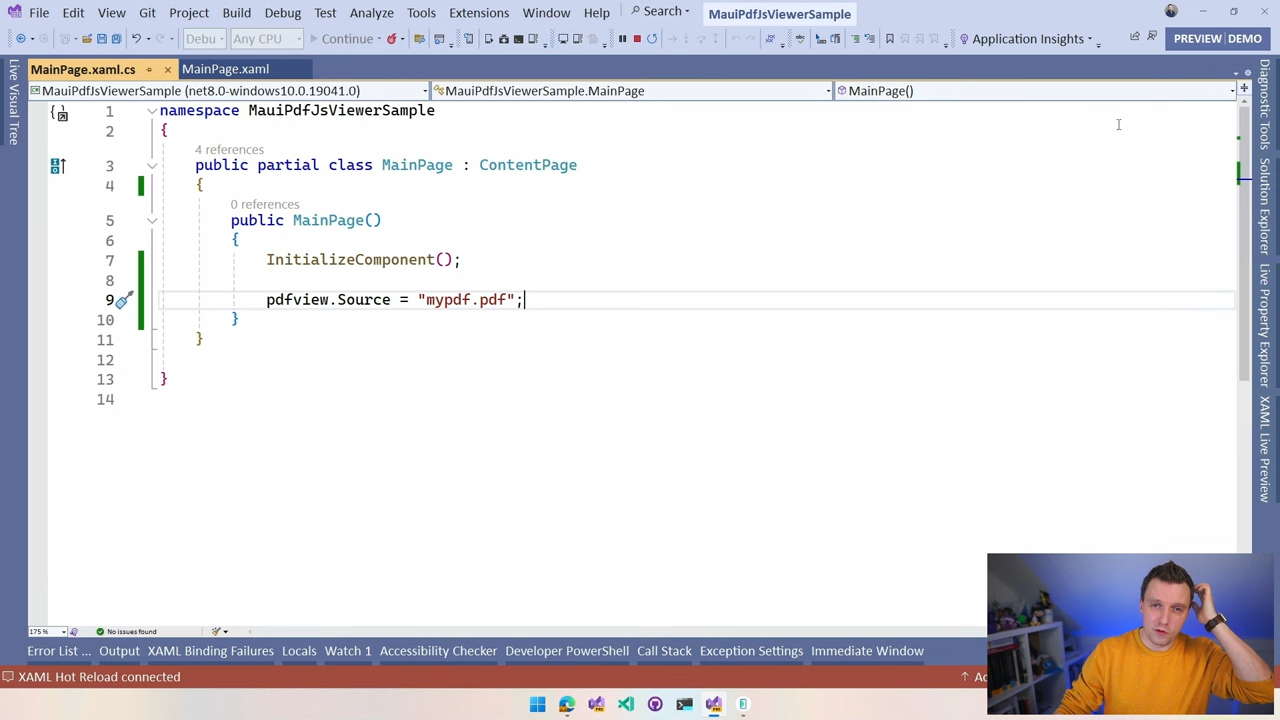 File Edit View Git Project Build Debug Test Analyze Tools Extensions Window Help Search MauiPdfJsViewerSample
Debu Any CPU Continue Application Insights PREVIEW | DEMO
MainPage.xaml.cs MainPage.xaml
MauiPdfJsViewerSample (net8.0-windows10.0.19041.0) MauiPdfJsViewerSample.MainPage MainPage()
1 namespace MauiPdfJsViewerSample
2 {
4 references
3 public partial class MainPage : ContentPage
4 {
0 references
5 public MainPage()
6 {
7 InitializeComponent();
8
9 pdfview.Source = "mypdf.pdf";
10 }
11 }
12
13 }
14
Live Visual Tree
Diagnostic Tools
Solution Explorer
Live Property Explorer
XAML Live Preview
175 % No issues found
Error List ... Output XAML Binding Failures Locals Watch 1 Accessibility Checker Developer PowerShell Call Stack Exception Settings Immediate Window
XAML Hot Reload connected